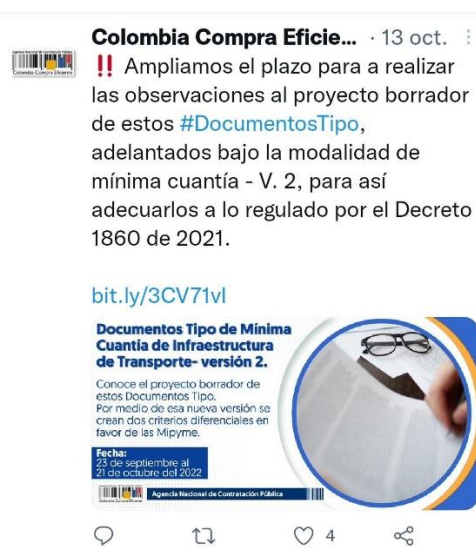 Colombia Compra Eficie... · 13 oct.
‼ Ampliamos el plazo para a realizar
las observaciones al proyecto borrador
de estos #DocumentosTipo,
adelantados bajo la modalidad de
mínima cuantía - V. 2, para así
adecuarlos a lo regulado por el Decreto
1860 de 2021.
bit.ly/3CV71vl
Documentos Tipo de Mínima
Cuantía de Infraestructura
de Transporte- versión 2.
Conoce el proyecto borrador de
estos Documentos Tipo.
Por medio de esa nueva versión se
crean dos criterios diferenciales en
favor de las Mipyme.
Fecha:
23 de septiembre al
21 de octubre del 2022
Agencia Nacional de Contratación Pública
4